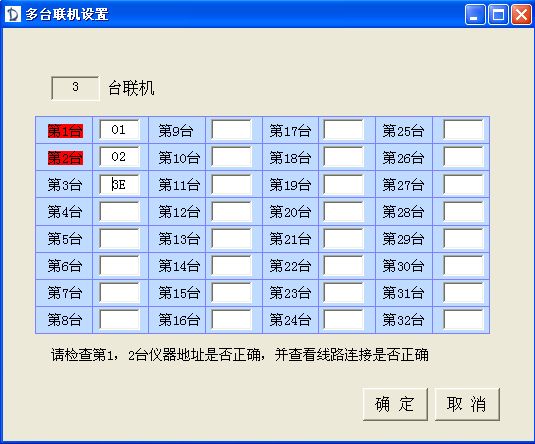 多台联机设置
3 台联机
第1台 01 第9台 第17台 第25台
第2台 02 第10台 第18台 第26台
第3台 3E 第11台 第19台 第27台
第4台 第12台 第20台 第28台
第5台 第13台 第21台 第29台
第6台 第14台 第22台 第30台
第7台 第15台 第23台 第31台
第8台 第16台 第24台 第32台
请检查第1，2台仪器地址是否正确，并查看线路连接是否正确
确 定 取 消